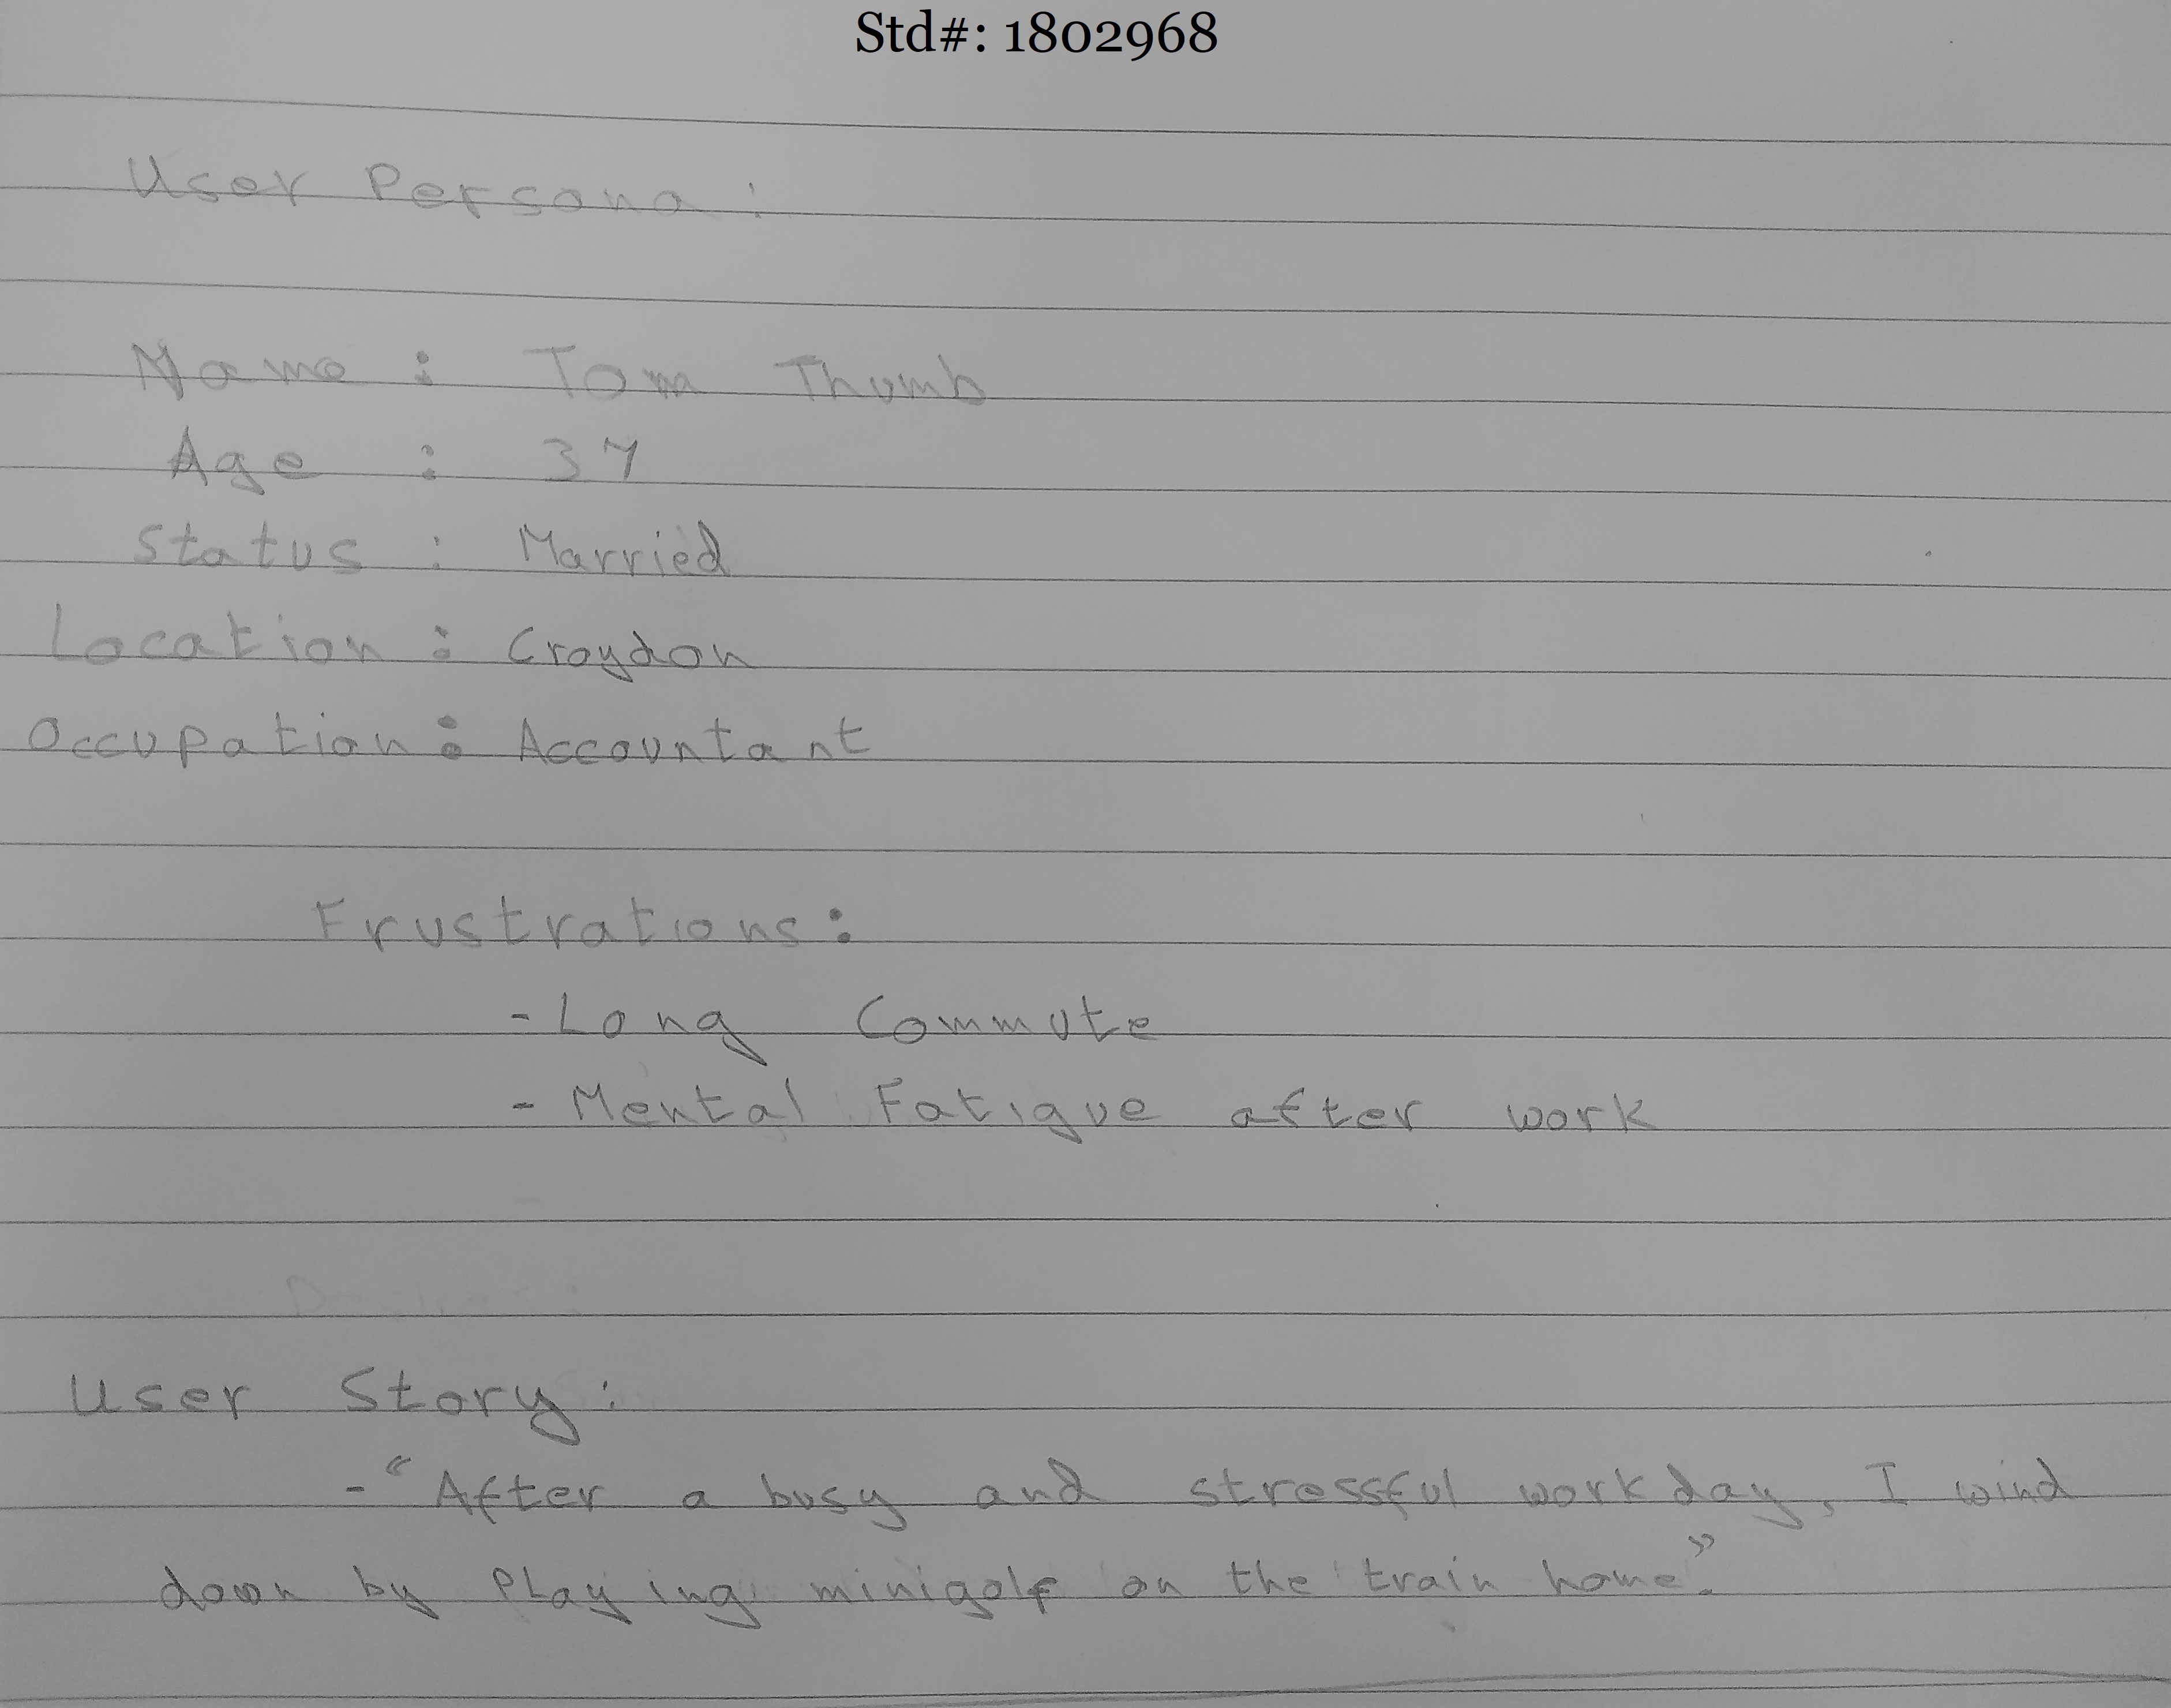 Std#: 1802968
User Persona:
Name : Tom Thumb
Age : 37
Status : Married
Location : Croydon
Occupation : Accountant
Frustrations:
- Long Commute
- Mental Fatigue after work
User Story:
- "After a busy and stressful workday, I wind
down by Playing minigolf on the train home."